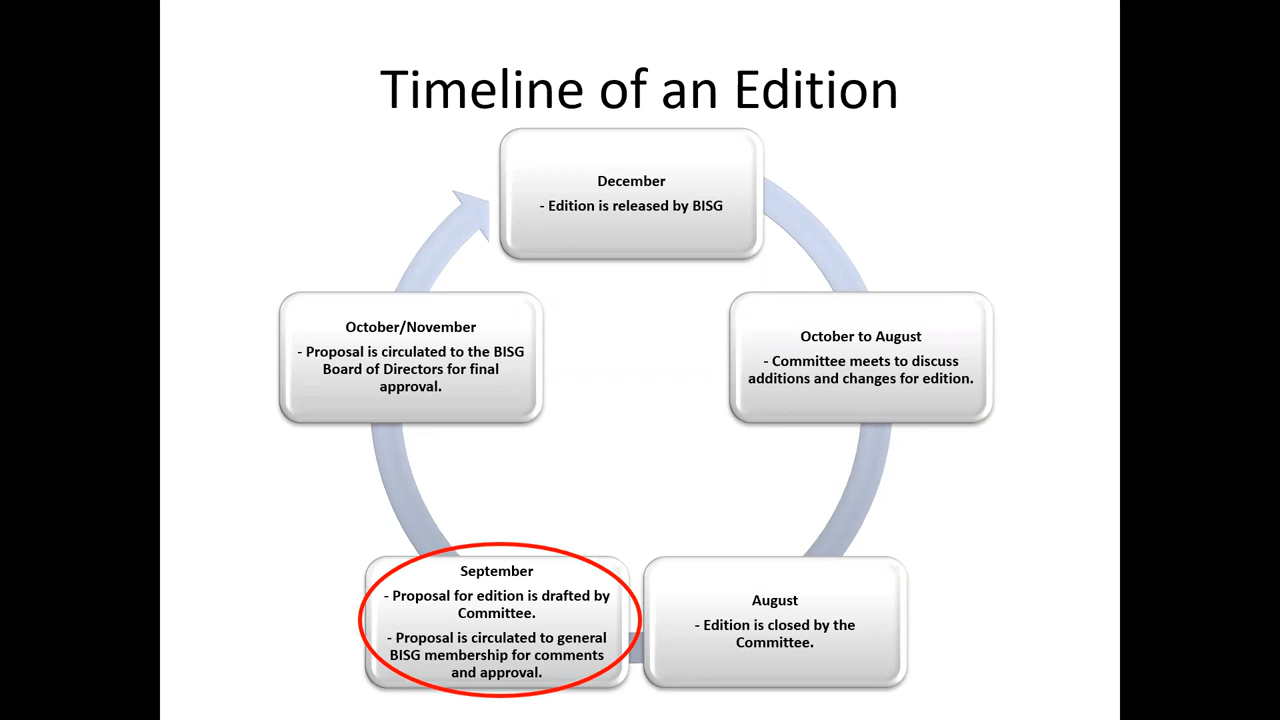 Timeline of an Edition
December
- Edition is released by BISG
October to August
- Committee meets to discuss
additions and changes for edition.
August
- Edition is closed by the
Committee.
September
- Proposal for edition is drafted by
Committee.
- Proposal is circulated to general
BISG membership for comments
and approval.
October/November
- Proposal is circulated to the BISG
Board of Directors for final
approval.